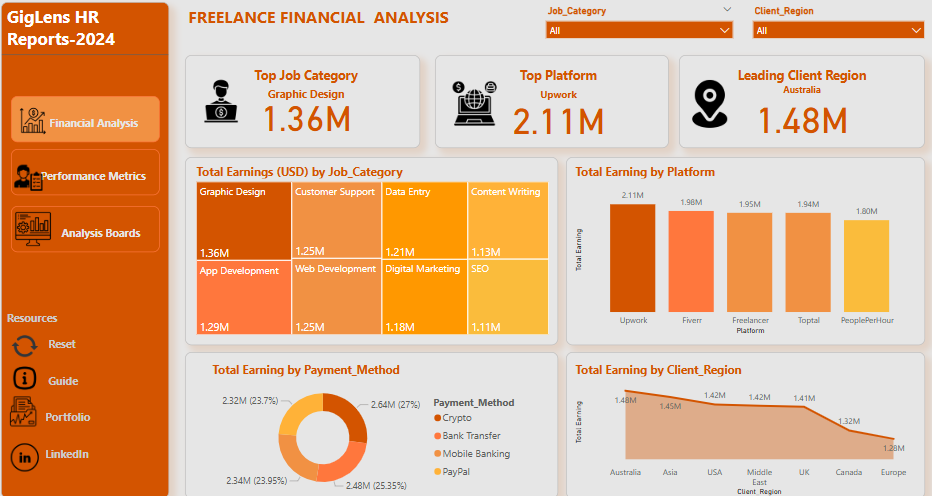 GigLens HR
Reports-2024
Financial Analysis
Performance Metrics
Analysis Boards
Resources
Reset
Guide
Portfolio
LinkedIn
FREELANCE FINANCIAL ANALYSIS
Job_Category
All
Client_Region
All
Top Job Category
Graphic Design
1.36M
Top Platform
Upwork
2.11M
Leading Client Region
Australia
1.48M
Total Earnings (USD) by Job_Category
Graphic Design
1.36M
Customer Support
1.25M
Data Entry
1.21M
Content Writing
1.13M
App Development
1.29M
Web Development
1.25M
Digital Marketing
1.18M
SEO
1.11M
Total Earning by Platform
Total Earning
2.11M
1.98M
1.95M
1.94M
1.80M
Upwork
Fiverr
Freelancer
Toptal
PeoplePerHour
Platform
Total Earning by Payment_Method
2.32M (23.7%)
2.64M (27%)
2.34M (23.95%)
2.48M (25.35%)
Payment_Method
Crypto
Bank Transfer
Mobile Banking
PayPal
Total Earning by Client_Region
Total Earning
1.48M
1.45M
1.42M
1.42M
1.41M
1.32M
1.28M
Australia
Asia
USA
Middle
East
UK
Canada
Europe
Client_Region
in